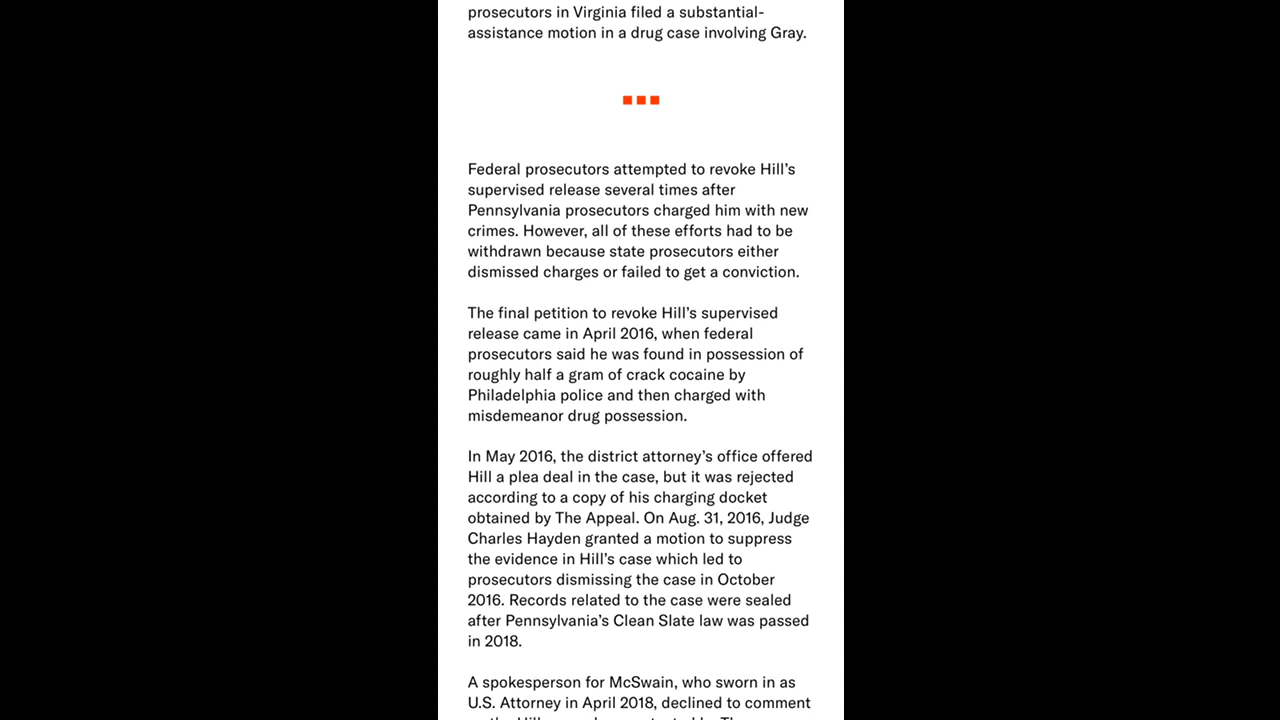 prosecutors in Virginia filed a substantial-
assistance motion in a drug case involving Gray.
Federal prosecutors attempted to revoke Hill’s
supervised release several times after
Pennsylvania prosecutors charged him with new
crimes. However, all of these efforts had to be
withdrawn because state prosecutors either
dismissed charges or failed to get a conviction.
The final petition to revoke Hill’s supervised
release came in April 2016, when federal
prosecutors said he was found in possession of
roughly half a gram of crack cocaine by
Philadelphia police and then charged with
misdemeanor drug possession.
In May 2016, the district attorney’s office offered
Hill a plea deal in the case, but it was rejected
according to a copy of his charging docket
obtained by The Appeal. On Aug. 31, 2016, Judge
Charles Hayden granted a motion to suppress
the evidence in Hill’s case which led to
prosecutors dismissing the case in October
2016. Records related to the case were sealed
after Pennsylvania’s Clean Slate law was passed
in 2018.
A spokesperson for McSwain, who sworn in as
U.S. Attorney in April 2018, declined to comment